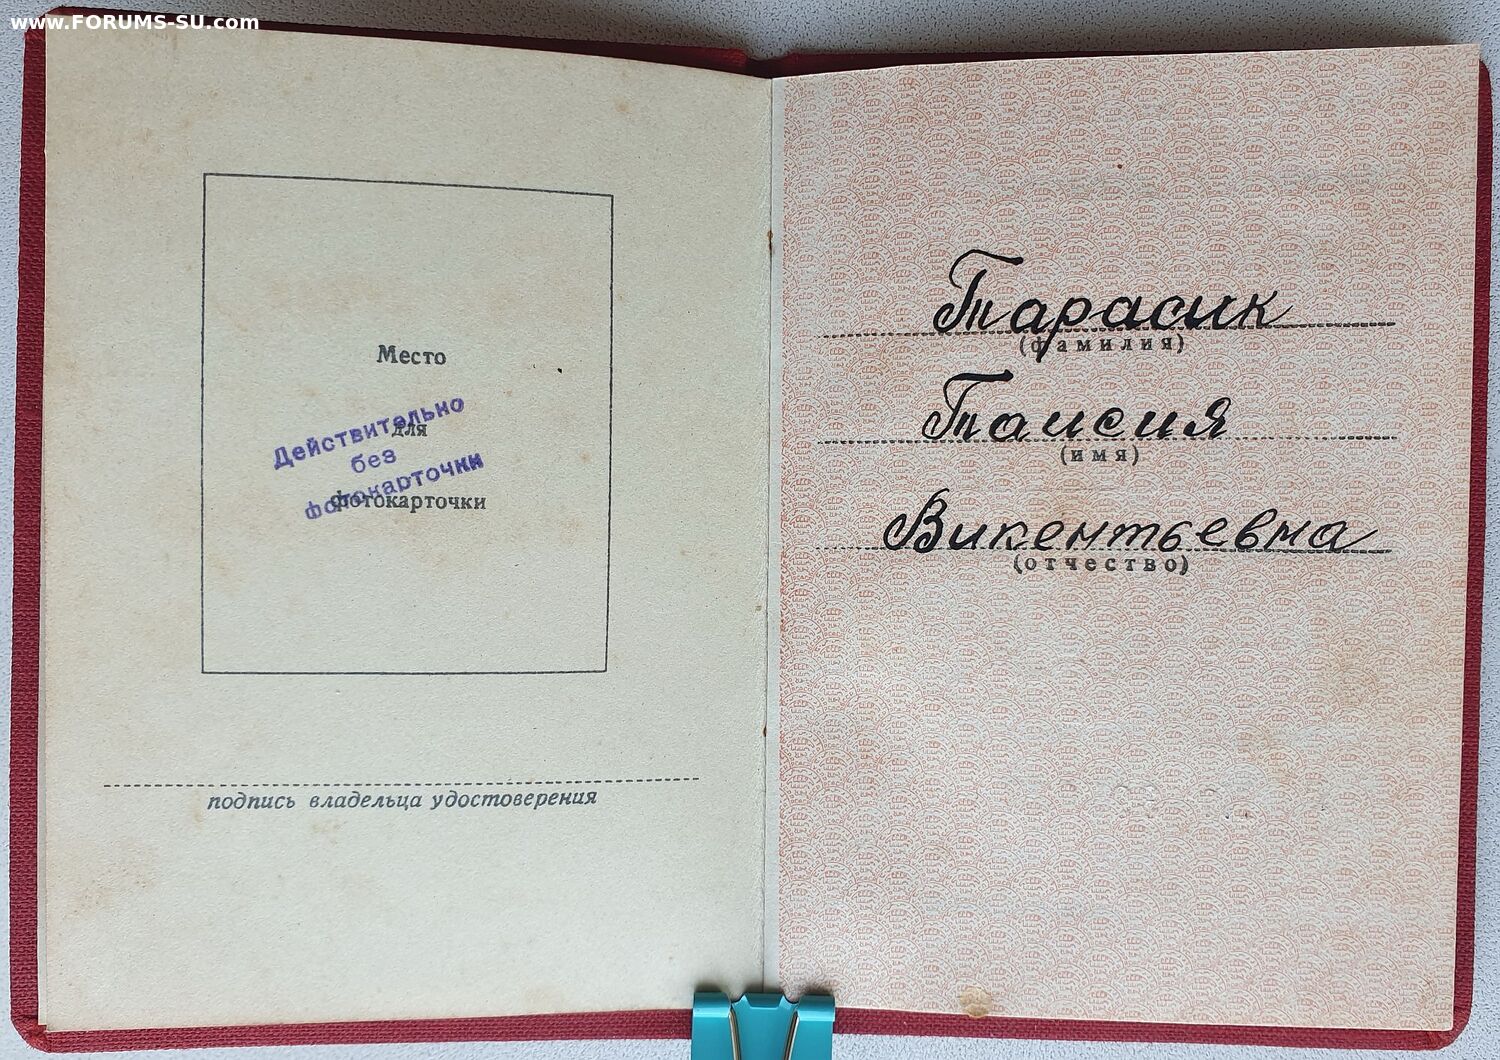 www.FORUMS-SU.com
Место
для
фотокарточки
Действительно
без
фотокарточки
подпись владельца удостоверения
Тарасик
(фамилия)
Таисия
(имя)
Викентьевна
(отчество)